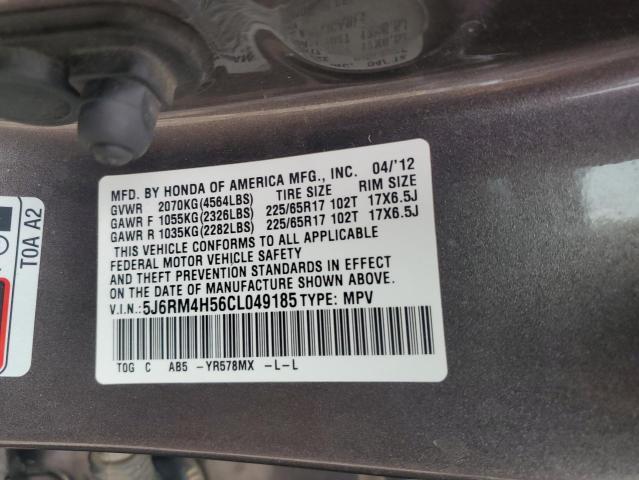 MFD. BY HONDA OF AMERICA MFG., INC. 04/'12
GVWR 2070KG(4564LBS) TIRE SIZE RIM SIZE
GAWR F 1055KG(2326LBS) 225/65R17 102T 17X6.5J
GAWR R 1035KG(2282LBS) 225/65R17 102T 17X6.5J
THIS VEHICLE CONFORMS TO ALL APPLICABLE
FEDERAL MOTOR VEHICLE SAFETY
AND THEFT PREVENTION STANDARDS IN EFFECT
ON THE DATE OF MANUFACTURE SHOWN ABOVE.
V.I.N.: 5J6RM4H56CL049185 TYPE: MPV
TOG C AB5 -YR578MX -L-L
T0A A2